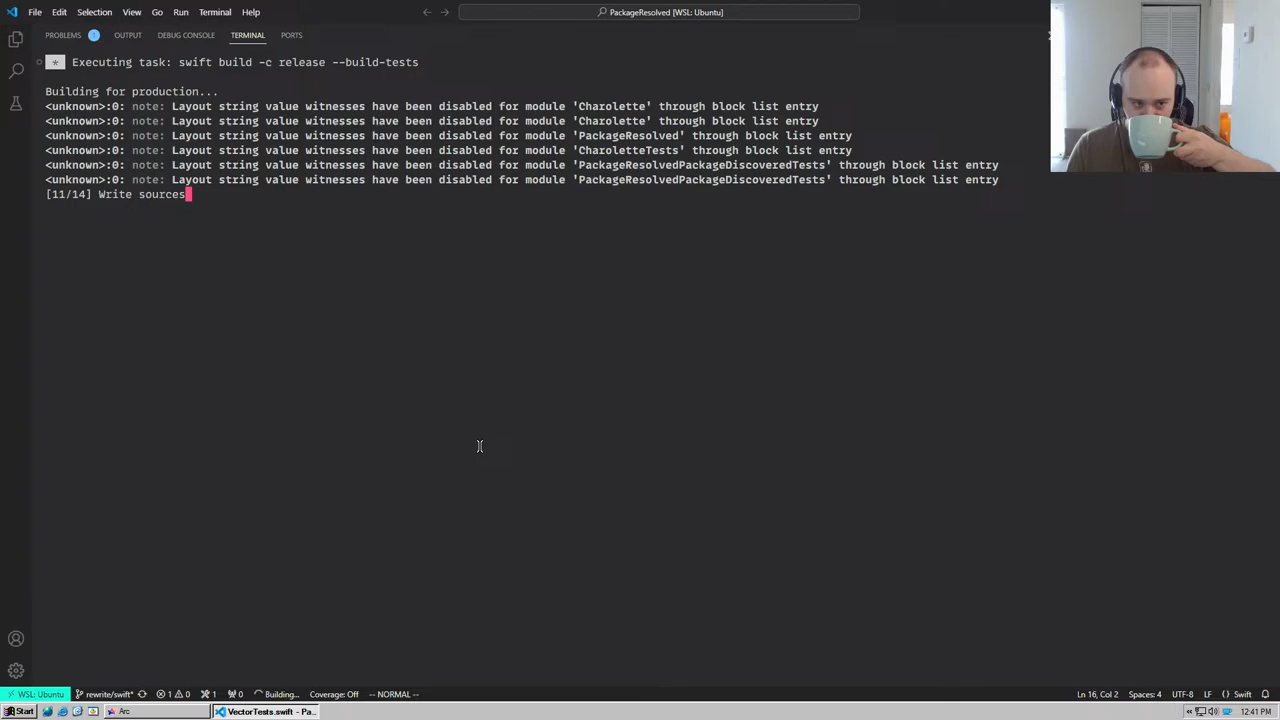 File Edit Selection View Go Run Terminal Help
PackageResolved [WSL: Ubuntu]
PROBLEMS 1 OUTPUT DEBUG CONSOLE TERMINAL PORTS
* Executing task: swift build -c release --build-tests
Building for production...
<unknown>:0: note: Layout string value witnesses have been disabled for module 'Charolette' through block list entry
<unknown>:0: note: Layout string value witnesses have been disabled for module 'Charolette' through block list entry
<unknown>:0: note: Layout string value witnesses have been disabled for module 'PackageResolved' through block list entry
<unknown>:0: note: Layout string value witnesses have been disabled for module 'CharoletteTests' through block list entry
<unknown>:0: note: Layout string value witnesses have been disabled for module 'PackageResolvedPackageDiscoveredTests' through block list entry
<unknown>:0: note: Layout string value witnesses have been disabled for module 'PackageResolvedPackageDiscoveredTests' through block list entry
[11/14] Write sources
WSL: Ubuntu rewrite/swift* 1 0 1 0 Building... Coverage: Off -- NORMAL -- Ln 16, Col 2 Spaces: 4 UTF-8 LF {} Swift
Start Arc VectorTests.swift - Pa... 12:41 PM